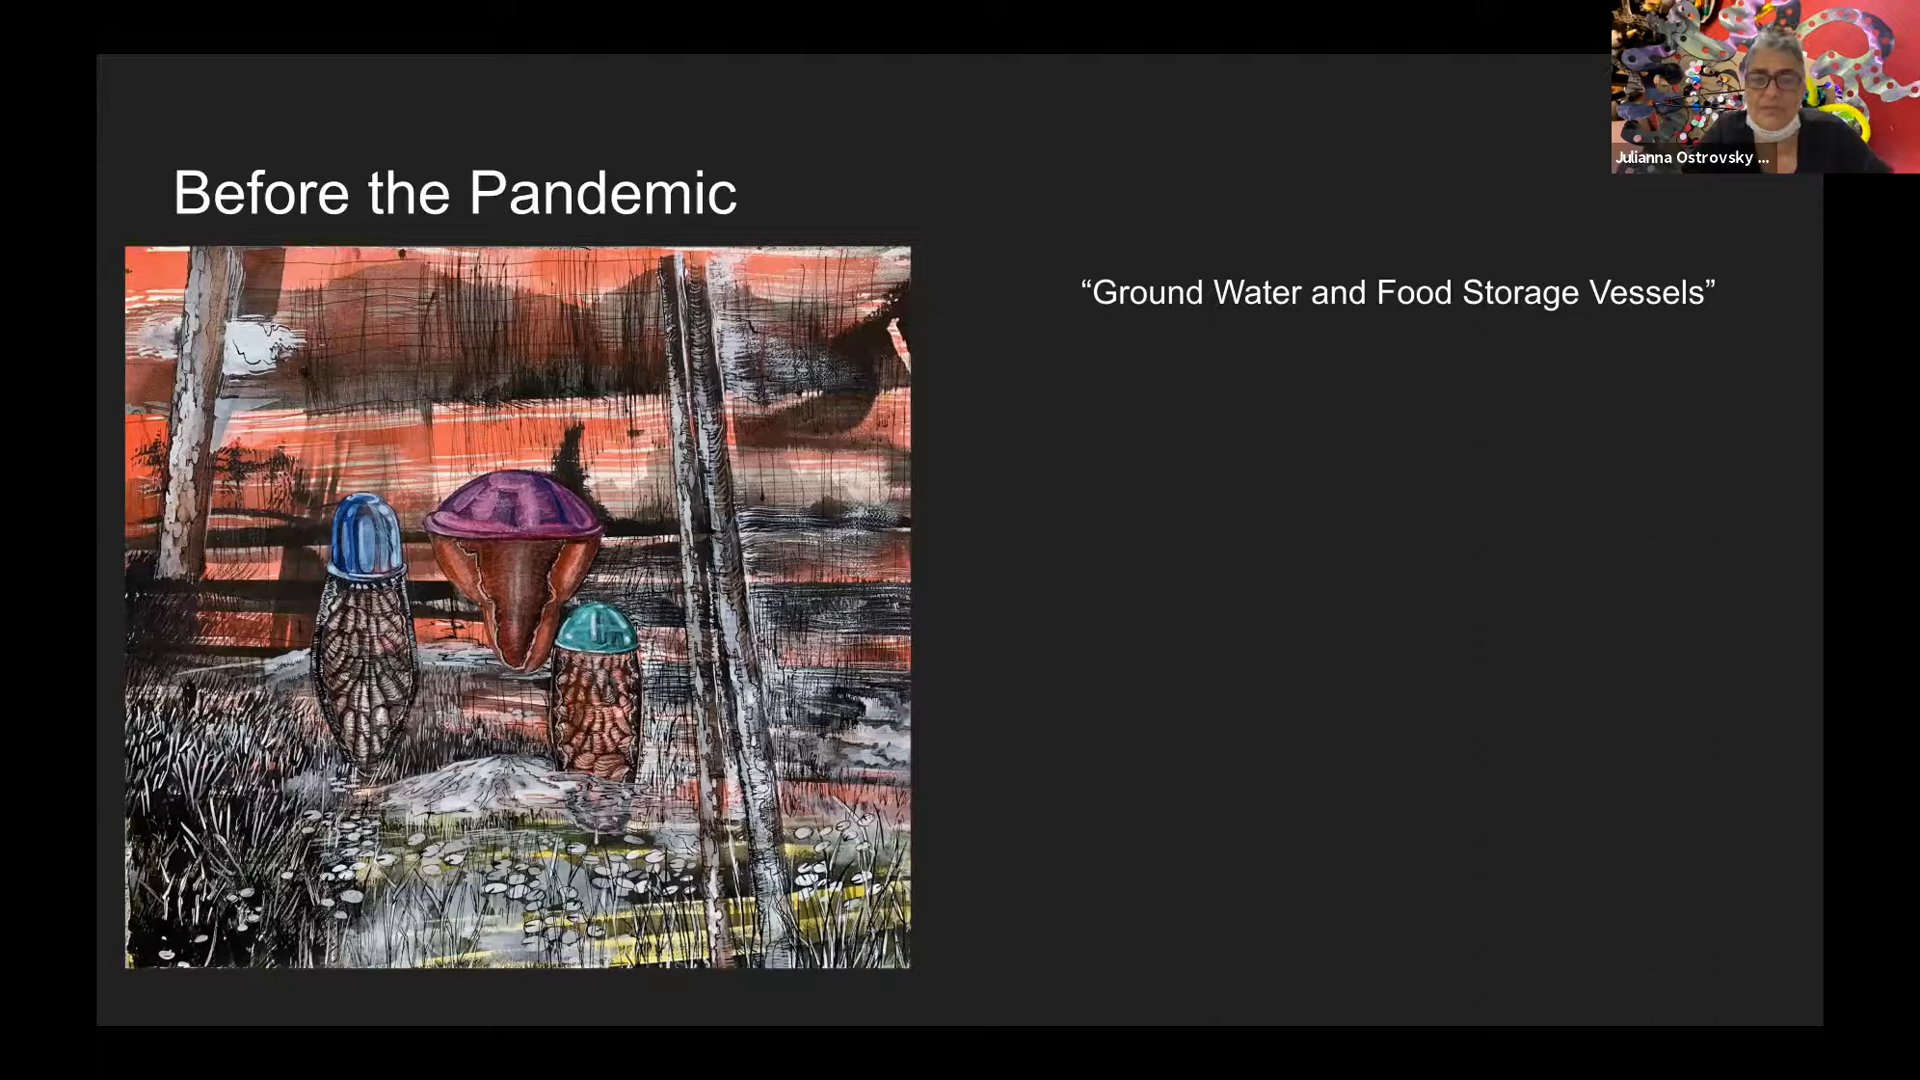 Julianna Ostrovsky ...
Before the Pandemic
“Ground Water and Food Storage Vessels”